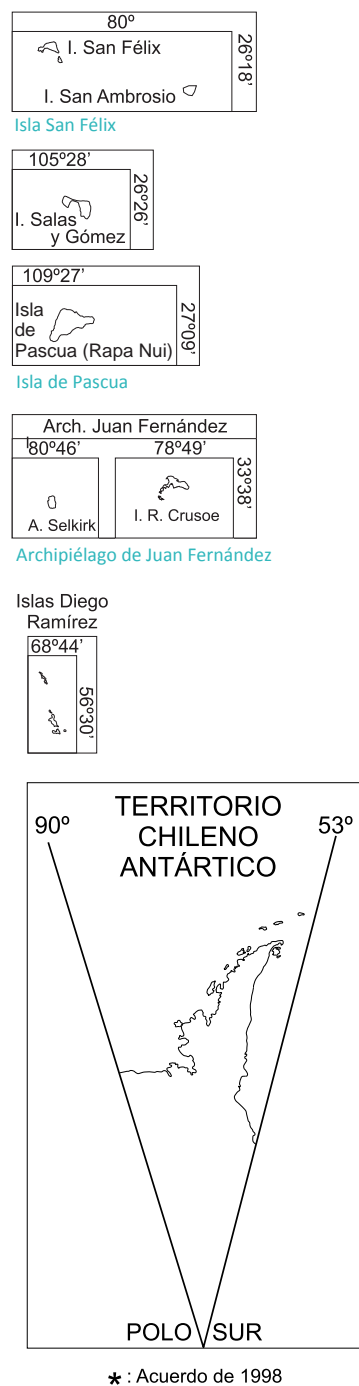 80º
I. San Félix
26º18'
I. San Ambrosio
Isla San Félix
105º28'
26º26'
I. Salas
y Gómez
109º27'
Isla
de
Pascua (Rapa Nui)
27º09'
Isla de Pascua
Arch. Juan Fernández
80º46'
78º49'
33º38'
A. Selkirk
I. R. Crusoe
Archipiélago de Juan Fernández
Islas Diego
Ramírez
68º44'
56º30'
TERRITORIO
CHILENO
ANTÁRTICO
90º
53º
POLO SUR
* : Acuerdo de 1998